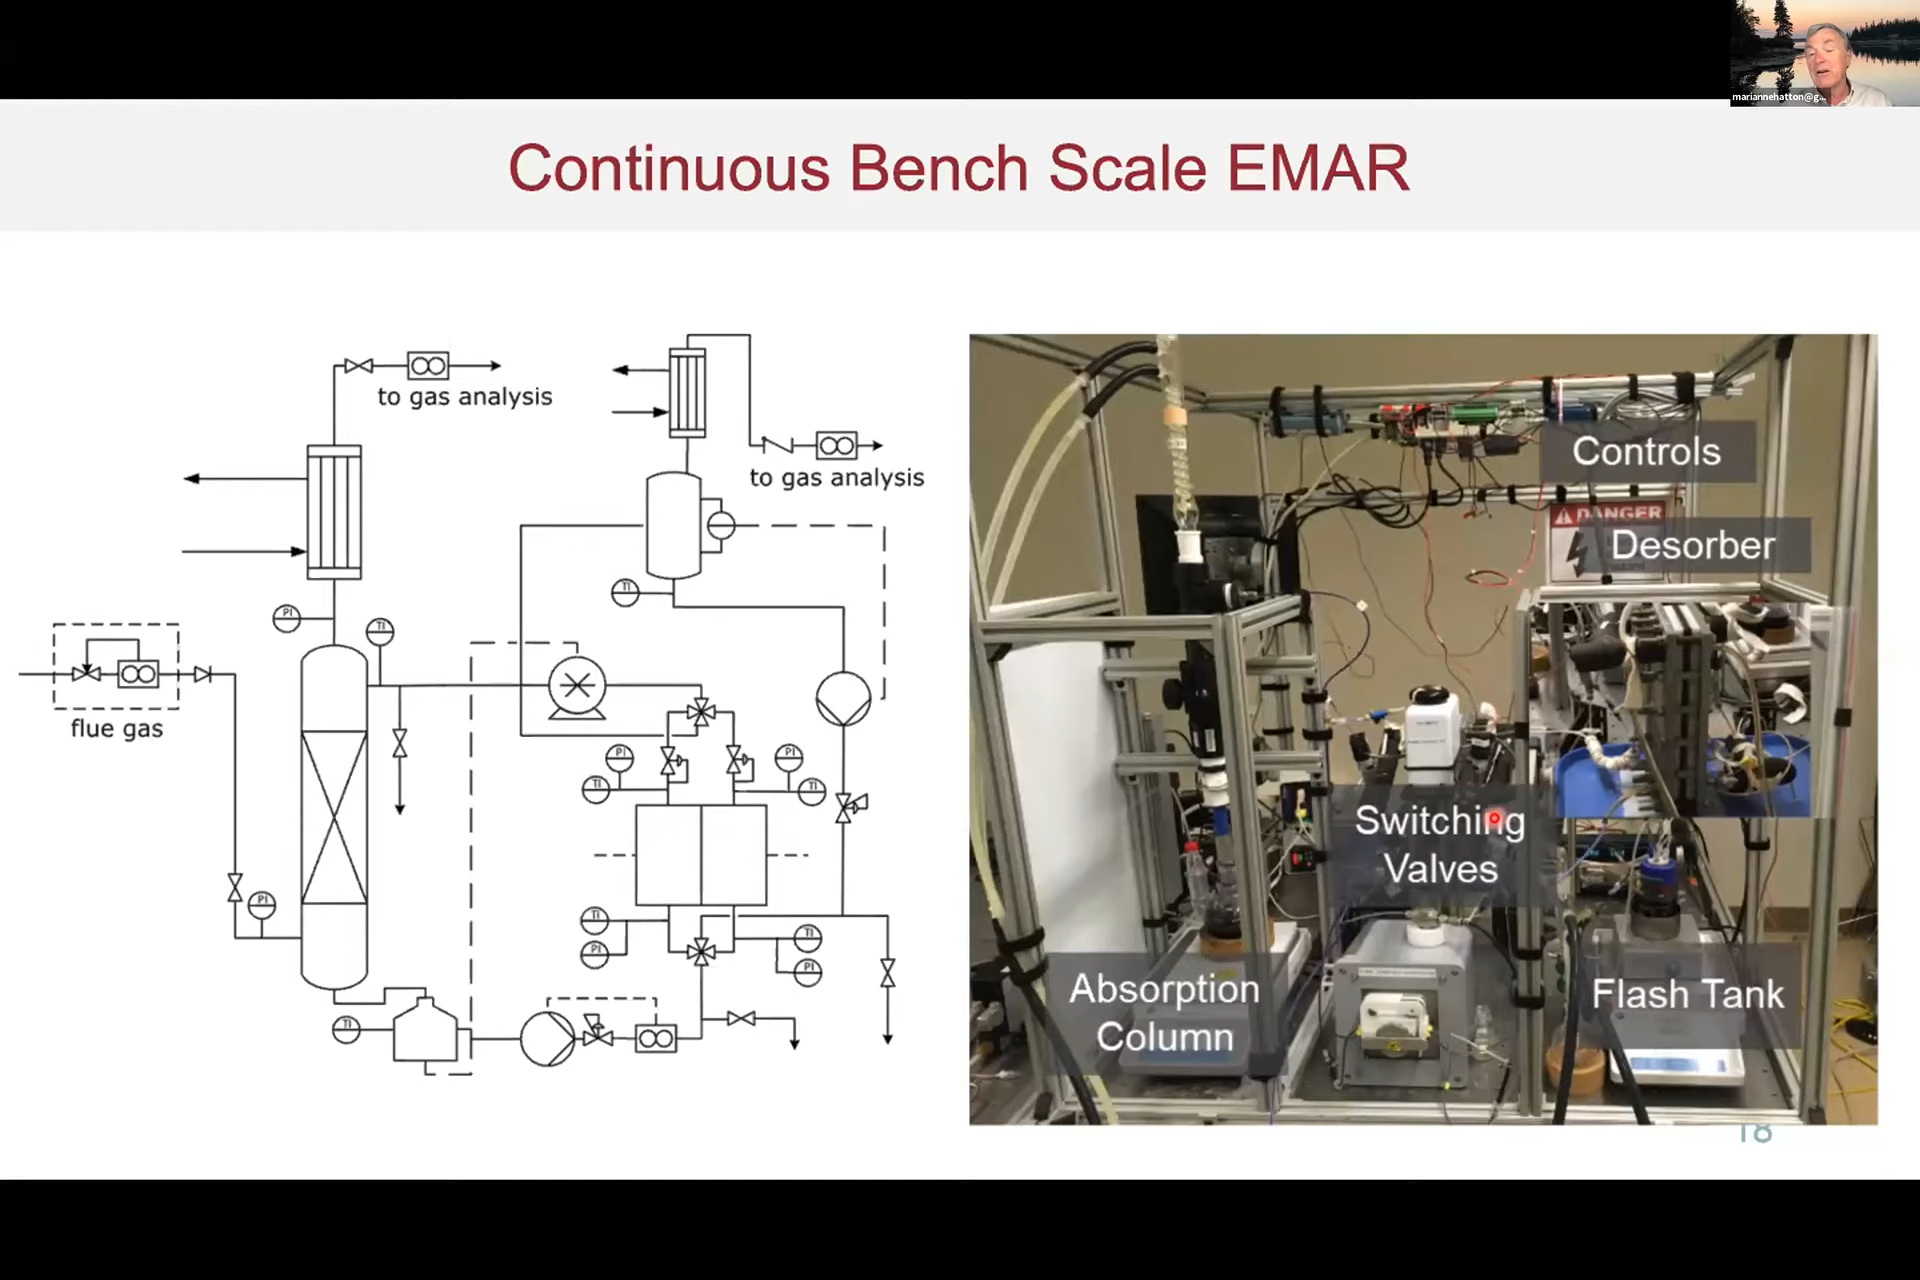 mariannehatton@g...
Continuous Bench Scale EMAR
to gas analysis
to gas analysis
PI
TI
TI
flue gas
PI
TI
PI
TI
PI
TI
TI
PI
TI
PI
TI
Controls
DANGER
Desorber
Switching
Valves
Absorption
Column
Flash Tank
18